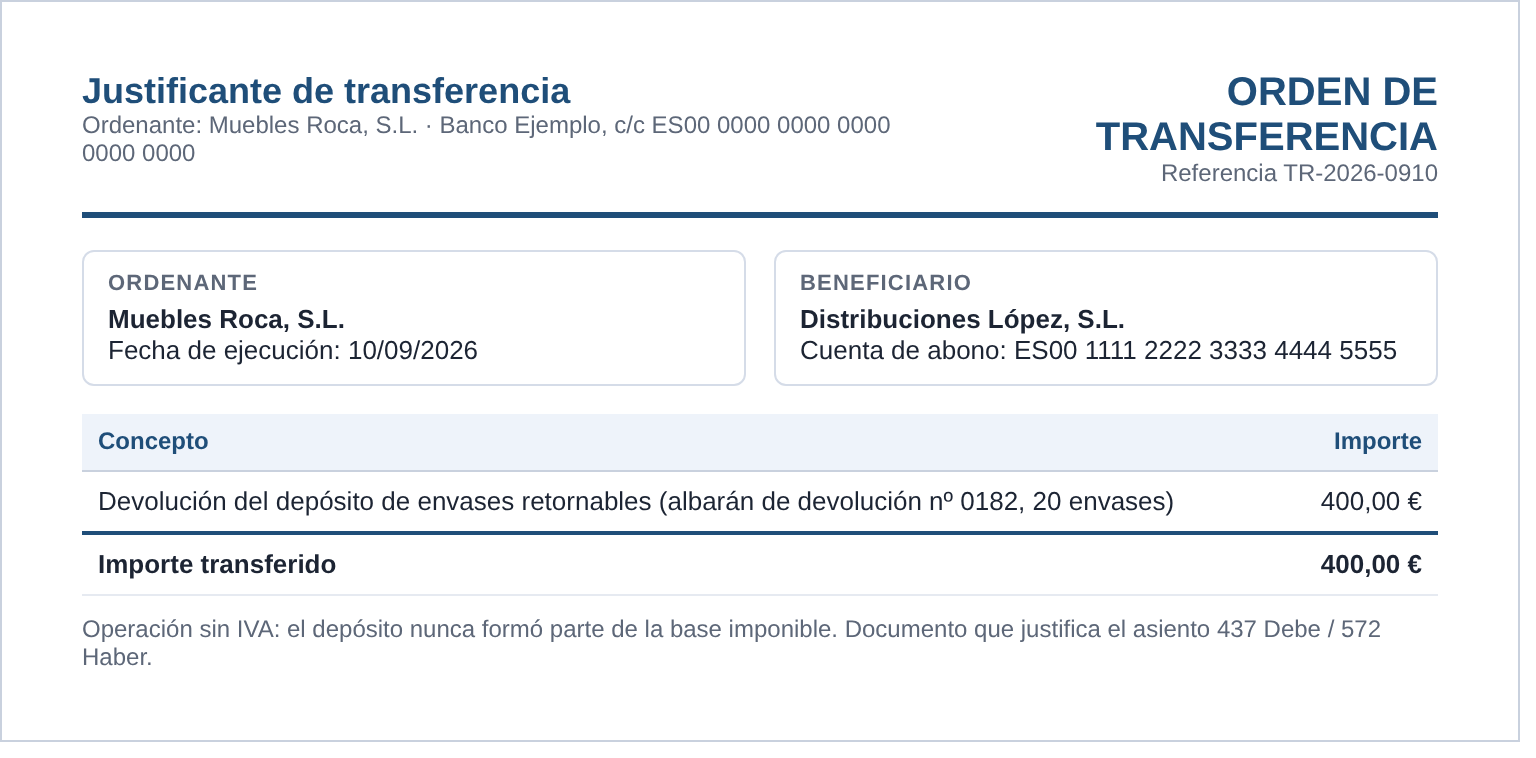 Justificante de transferencia
Ordenante: Muebles Roca, S.L. · Banco Ejemplo, c/c ES00 0000 0000 0000
0000 0000
ORDEN DE
TRANSFERENCIA
Referencia TR-2026-0910
ORDENANTE
Muebles Roca, S.L.
Fecha de ejecución: 10/09/2026
BENEFICIARIO
Distribuciones López, S.L.
Cuenta de abono: ES00 1111 2222 3333 4444 5555
Concepto Importe
Devolución del depósito de envases retornables (albarán de devolución nº 0182, 20 envases) 400,00 €
Importe transferido 400,00 €
Operación sin IVA: el depósito nunca formó parte de la base imponible. Documento que justifica el asiento 437 Debe / 572
Haber.